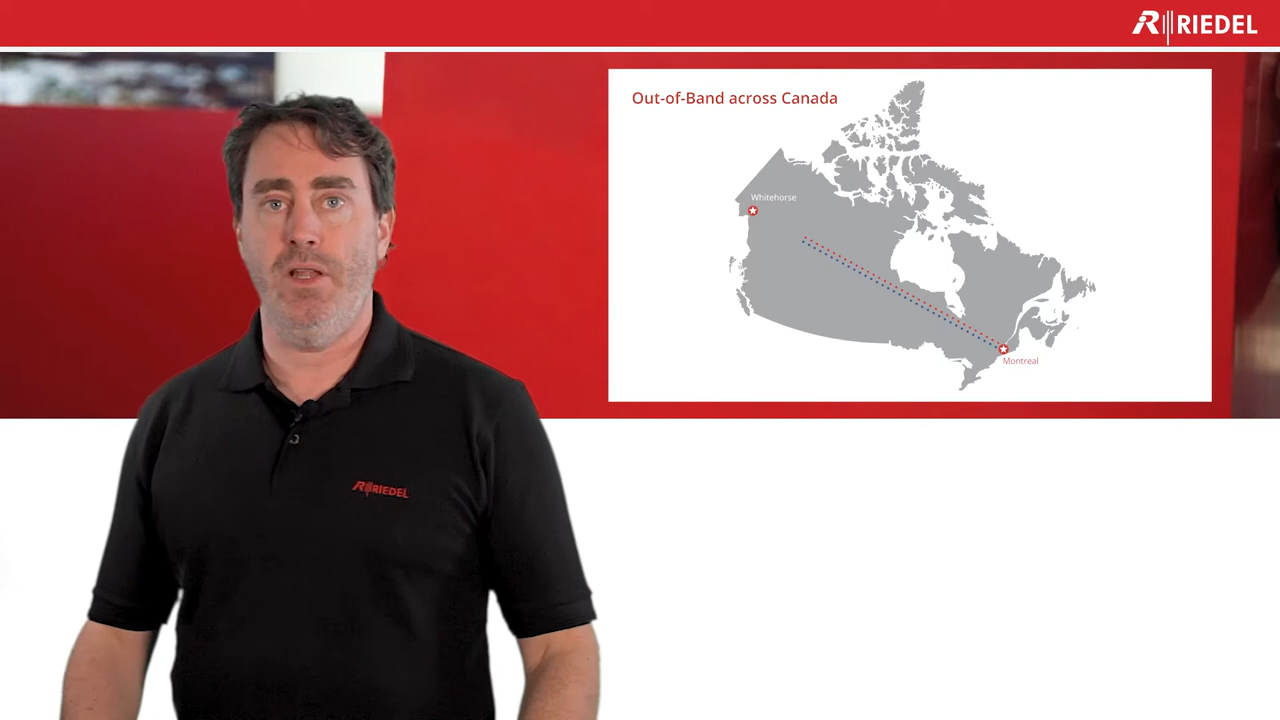 RIEDEL
Out-of-Band across Canada
Whitehorse
Montreal
RIEDEL